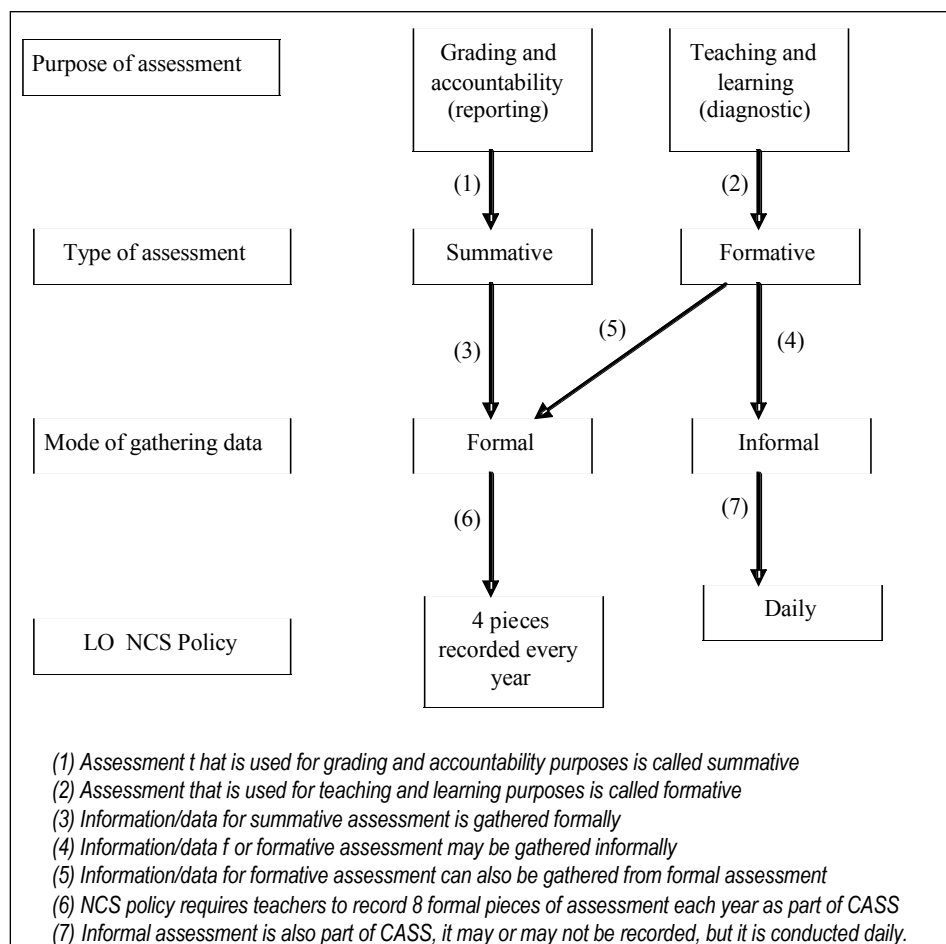 Purpose of assessment
Grading and
accountability
(reporting)
Teaching and
learning
(diagnostic)
(1)
(2)
Type of assessment
Summative
Formative
(3)
(5)
(4)
Mode of gathering data
Formal
Informal
(6)
(7)
LO NCS Policy
4 pieces
recorded every
year
Daily
(1) Assessment t hat is used for grading and accountability purposes is called summative
(2) Assessment that is used for teaching and learning purposes is called formative
(3) Information/data for summative assessment is gathered formally
(4) Information/data f or formative assessment may be gathered informally
(5) Information/data for formative assessment can also be gathered from formal assessment
(6) NCS policy requires teachers to record 8 formal pieces of assessment each year as part of CASS
(7) Informal assessment is also part of CASS, it may or may not be recorded, but it is conducted daily.